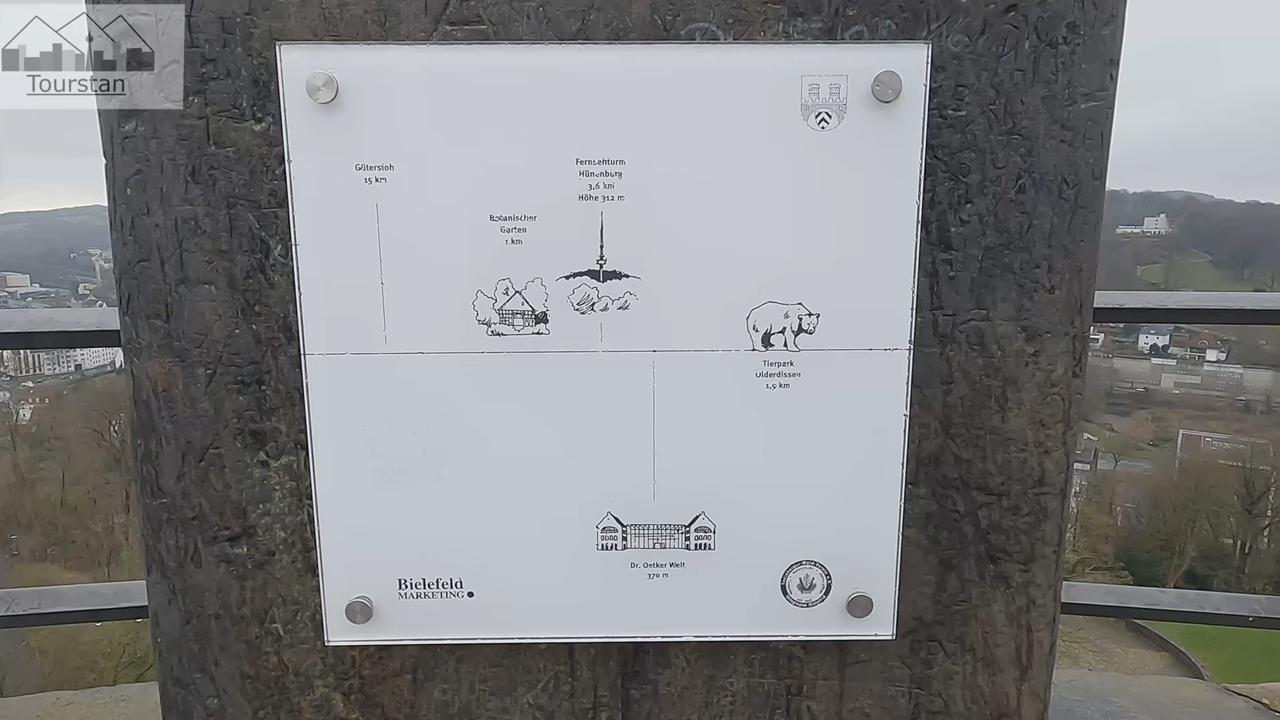 Tourstan
Gütersloh
15 km
Fernsehturm
Hünenburg
3,6 km
Höhe 312 m
Botanischer
Garten
1 km
Tierpark
Olderdissen
1,9 km
Dr. Oetker Welt
370 m
Bielefeld
MARKETING